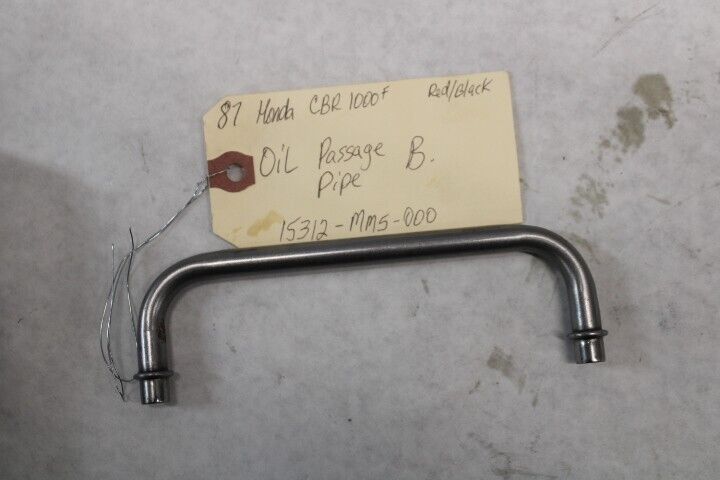 87 Honda CBR 1000F Red/Black
Oil Passage B.
Pipe
15312-MM5-000